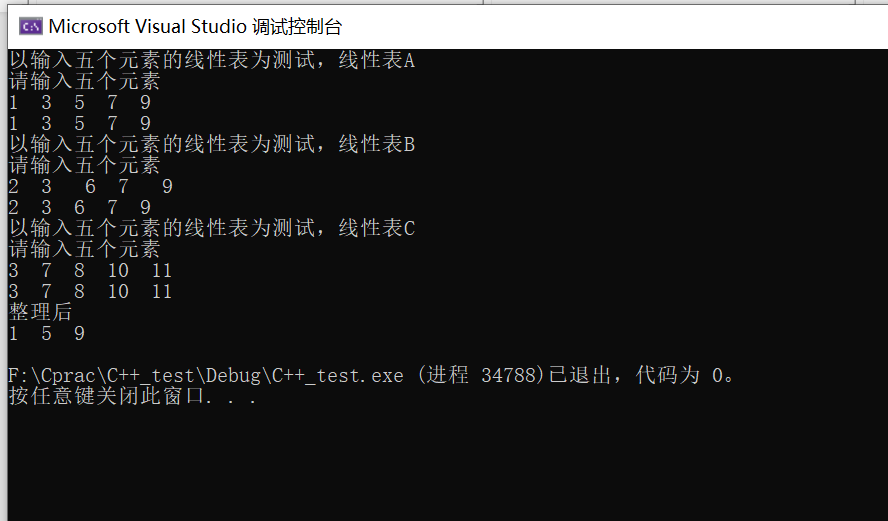 Microsoft Visual Studio 调试控制台
以输入五个元素的线性表为测试，线性表A
请输入五个元素
1  3  5  7  9
1  3  5  7  9
以输入五个元素的线性表为测试，线性表B
请输入五个元素
2  3   6  7   9
2  3  6  7  9
以输入五个元素的线性表为测试，线性表C
请输入五个元素
3  7  8  10  11
3  7  8  10  11
整理后
1  5  9
F:\Cprac\C++_test\Debug\C++_test.exe (进程 34788)已退出，代码为 0。
按任意键关闭此窗口. . .